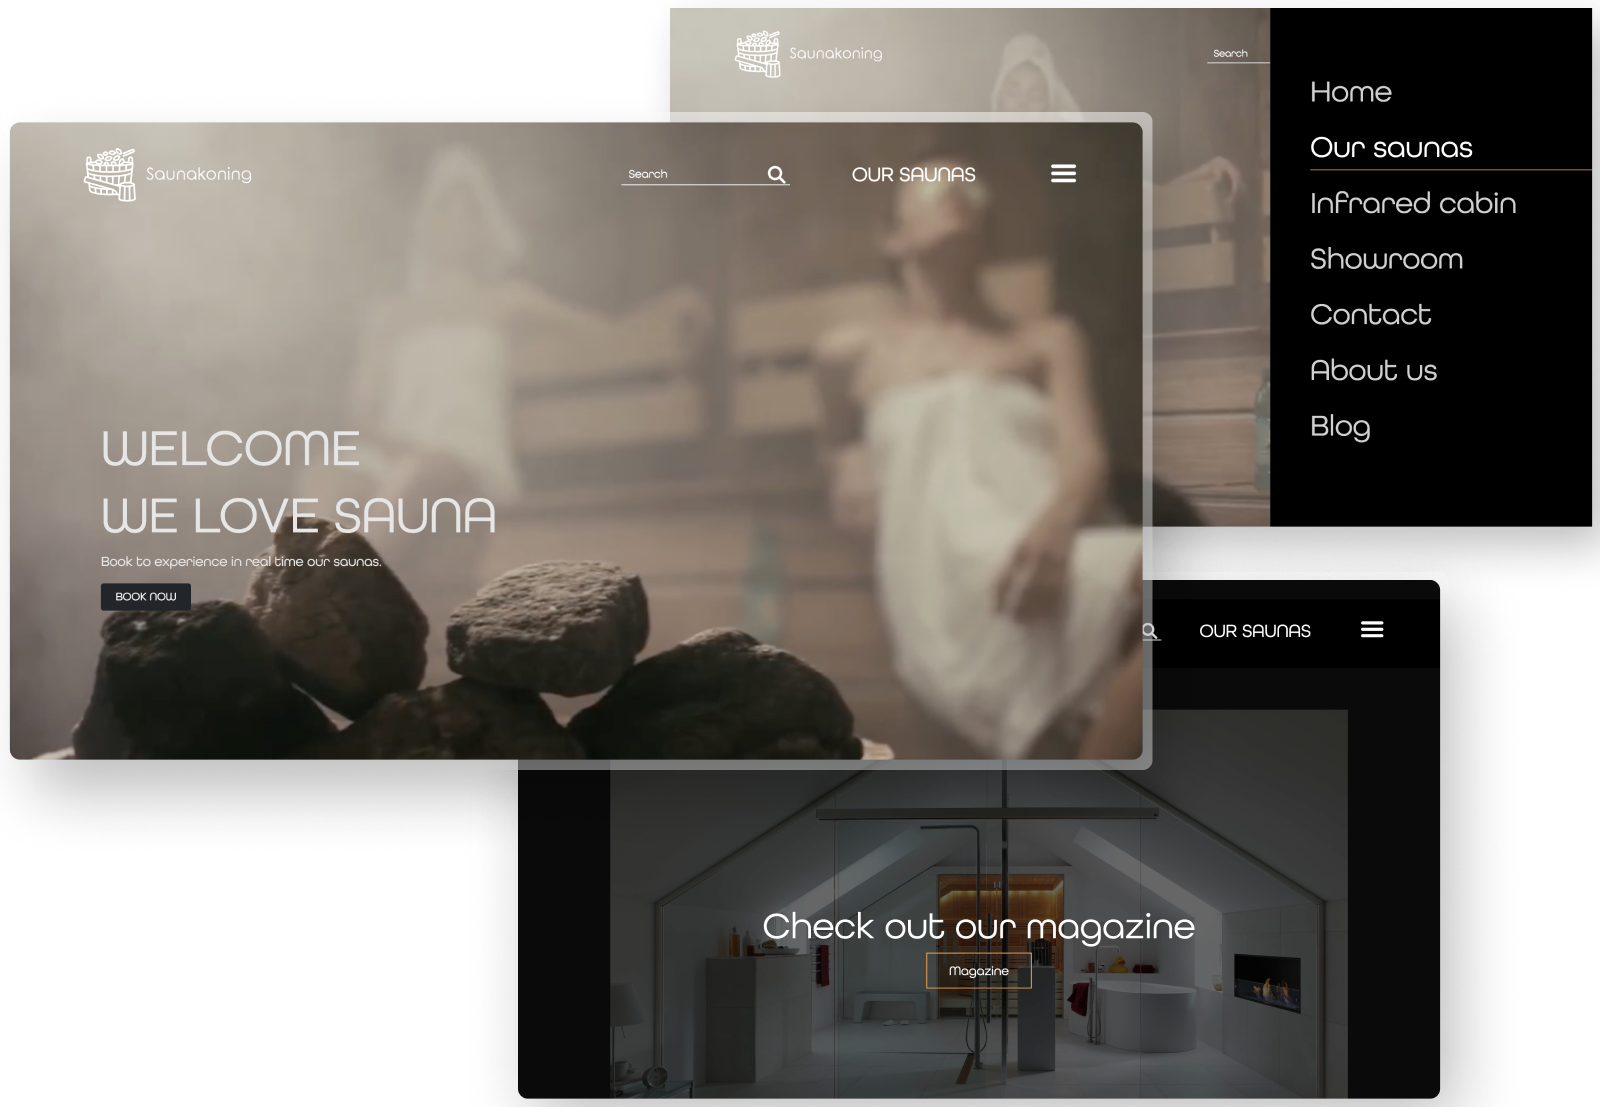 Saunakoning
Search
Home
Our saunas
Infrared cabin
Showroom
Contact
About us
Blog
Saunakoning
Search
OUR SAUNAS
WELCOME
WE LOVE SAUNA
Book to experience in real time our saunas.
BOOK NOW
OUR SAUNAS
Check out our magazine
Magazine